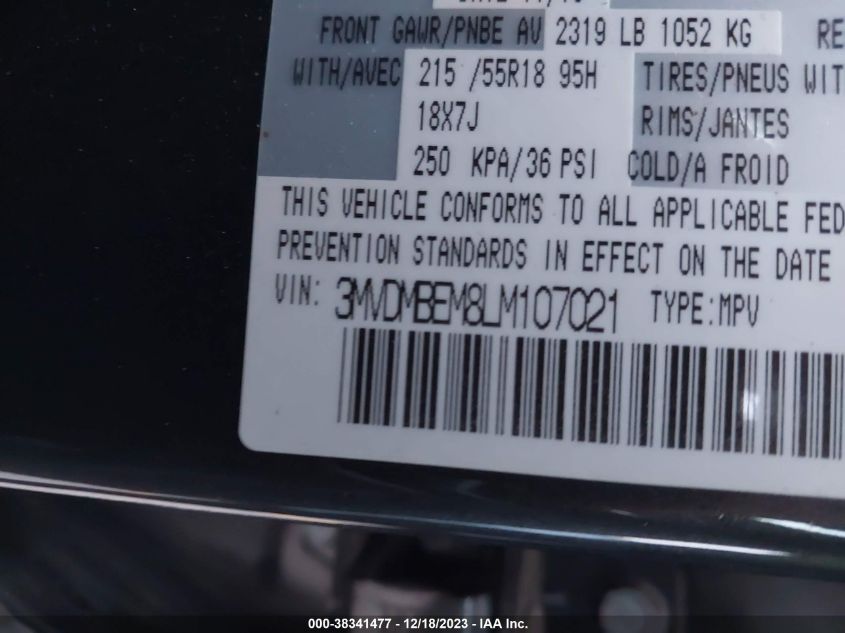 FRONT GAWR/PNBE AV 2319 LB 1052 KG RE
WITH/AVEC 215 /55R18 95H TIRES/PNEUS WIT
18X7J RIMS/JANTES
250 KPA/36 PSI COLD/A FROID
THIS VEHICLE CONFORMS TO ALL APPLICABLE FED
PREVENTION STANDARDS IN EFFECT ON THE DATE
VIN: 3MVDMBEM8LM107021 TYPE:MPV
000-38341477 - 12/18/2023 - IAA Inc.